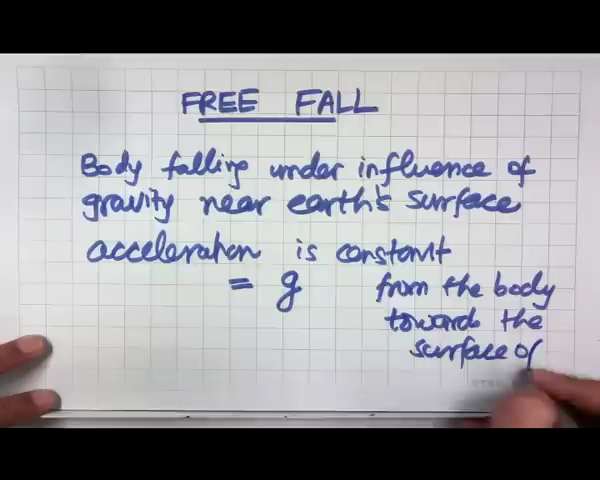 FREE FALL
Body falling under influence of
gravity near earth's surface
acceleration is constant
= g from the body
towards the
surface of